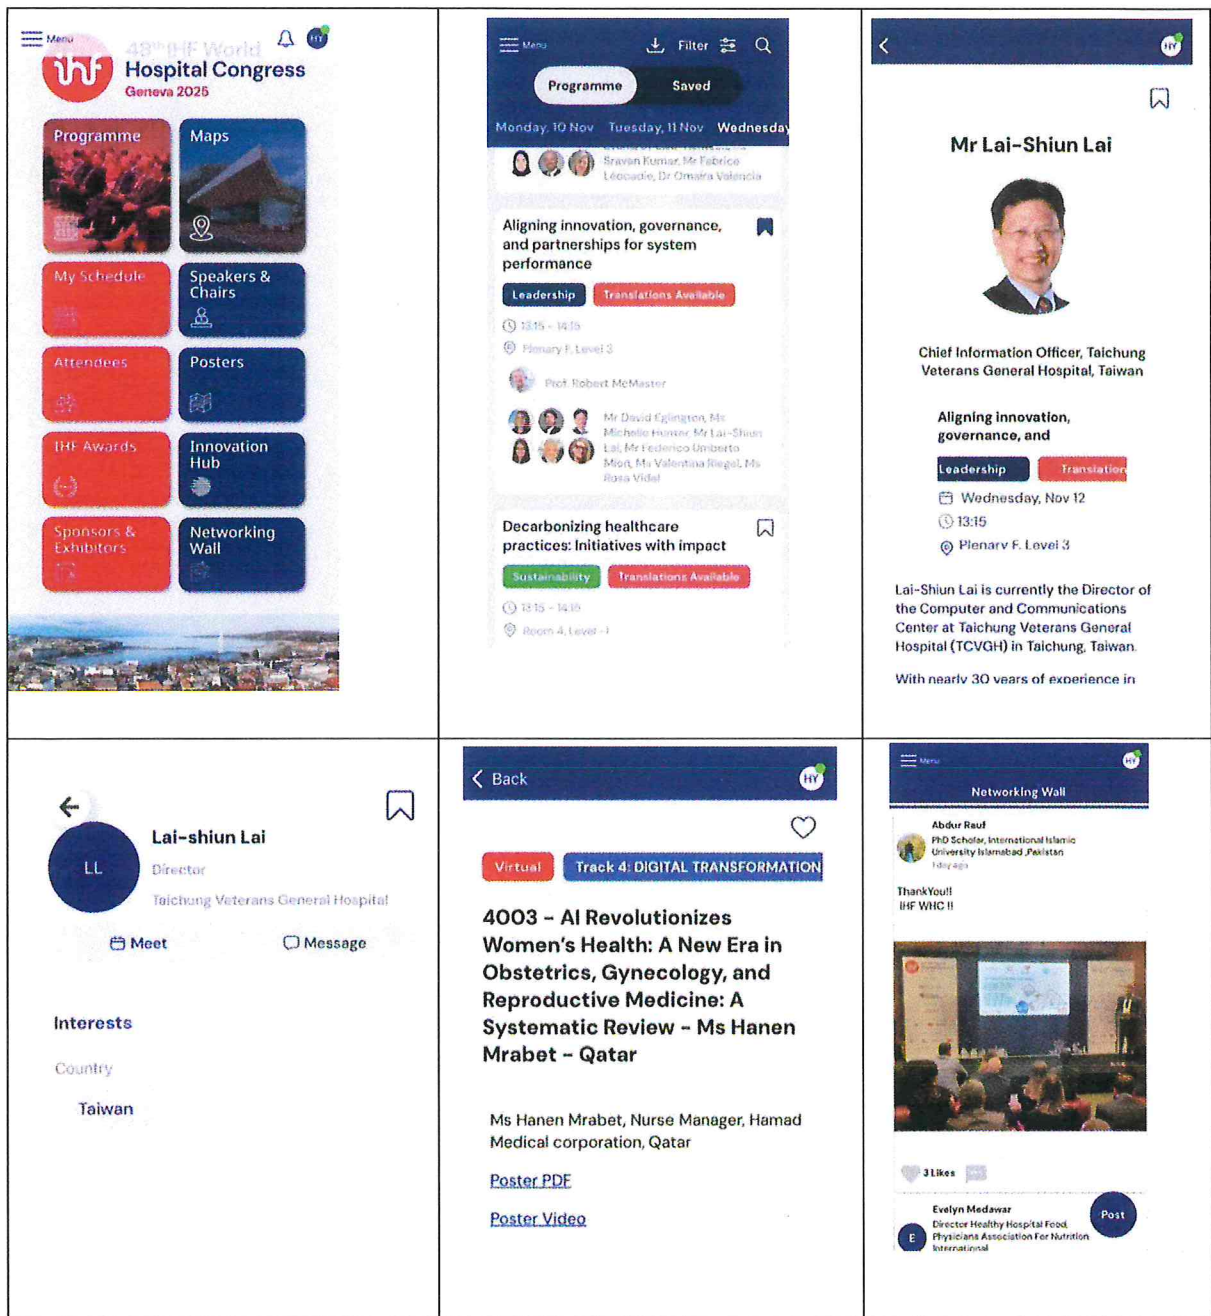 Menu
48th IHF World
Hospital Congress
Geneva 2025
ihf
HY
Programme
Maps
My Schedule
Speakers &
Chairs
Attendees
Posters
IHF Awards
Innovation
Hub
Sponsors &
Exhibitors
Networking
Wall
Menu
Filter
Programme
Saved
Monday, 10 Nov
Tuesday, 11 Nov
Wednesday
Sravan Kumar, Mr Fabrice
Léocadie, Dr Omaira Valencia
Aligning innovation, governance,
and partnerships for system
performance
Leadership
Translations Available
13:15 - 14:15
Plenary F, Level 3
Prof. Robert McMaster
Mr David Eglington, Ms
Michelle Hunter, Mr Lai-Shiun
Lai, Mr Federico Umberto
Mion, Ms Valentina Riegel, Ms
Rosa Vidal
Decarbonizing healthcare
practices: Initiatives with impact
Sustainability
Translations Available
13:15 - 14:15
Room 4, Level -1
HY
Mr Lai-Shiun Lai
Chief Information Officer, Taichung
Veterans General Hospital, Taiwan
Aligning innovation,
governance, and
Leadership
Translation
Wednesday, Nov 12
13:15
Plenary F, Level 3
Lai-Shiun Lai is currently the Director of
the Computer and Communications
Center at Taichung Veterans General
Hospital (TCVGH) in Taichung, Taiwan.
With nearly 30 years of experience in
LL
Lai-shiun Lai
Director
Taichung Veterans General Hospital
Meet
Message
Interests
Country
Taiwan
Back
HY
Virtual
Track 4: DIGITAL TRANSFORMATION
4003 - AI Revolutionizes
Women's Health: A New Era in
Obstetrics, Gynecology, and
Reproductive Medicine: A
Systematic Review - Ms Hanen
Mrabet - Qatar
Ms Hanen Mrabet, Nurse Manager, Hamad
Medical corporation, Qatar
Poster PDF
Poster Video
Menu
HY
Networking Wall
Abdur Rauf
PhD Scholar, International Islamic
University Islamabad ,Pakistan
1 day ago
ThankYou!!
IHF WHC !!
3 Likes
Evelyn Medawar
Director Healthy Hospital Food,
Physicians Association For Nutrition
International
E
Post